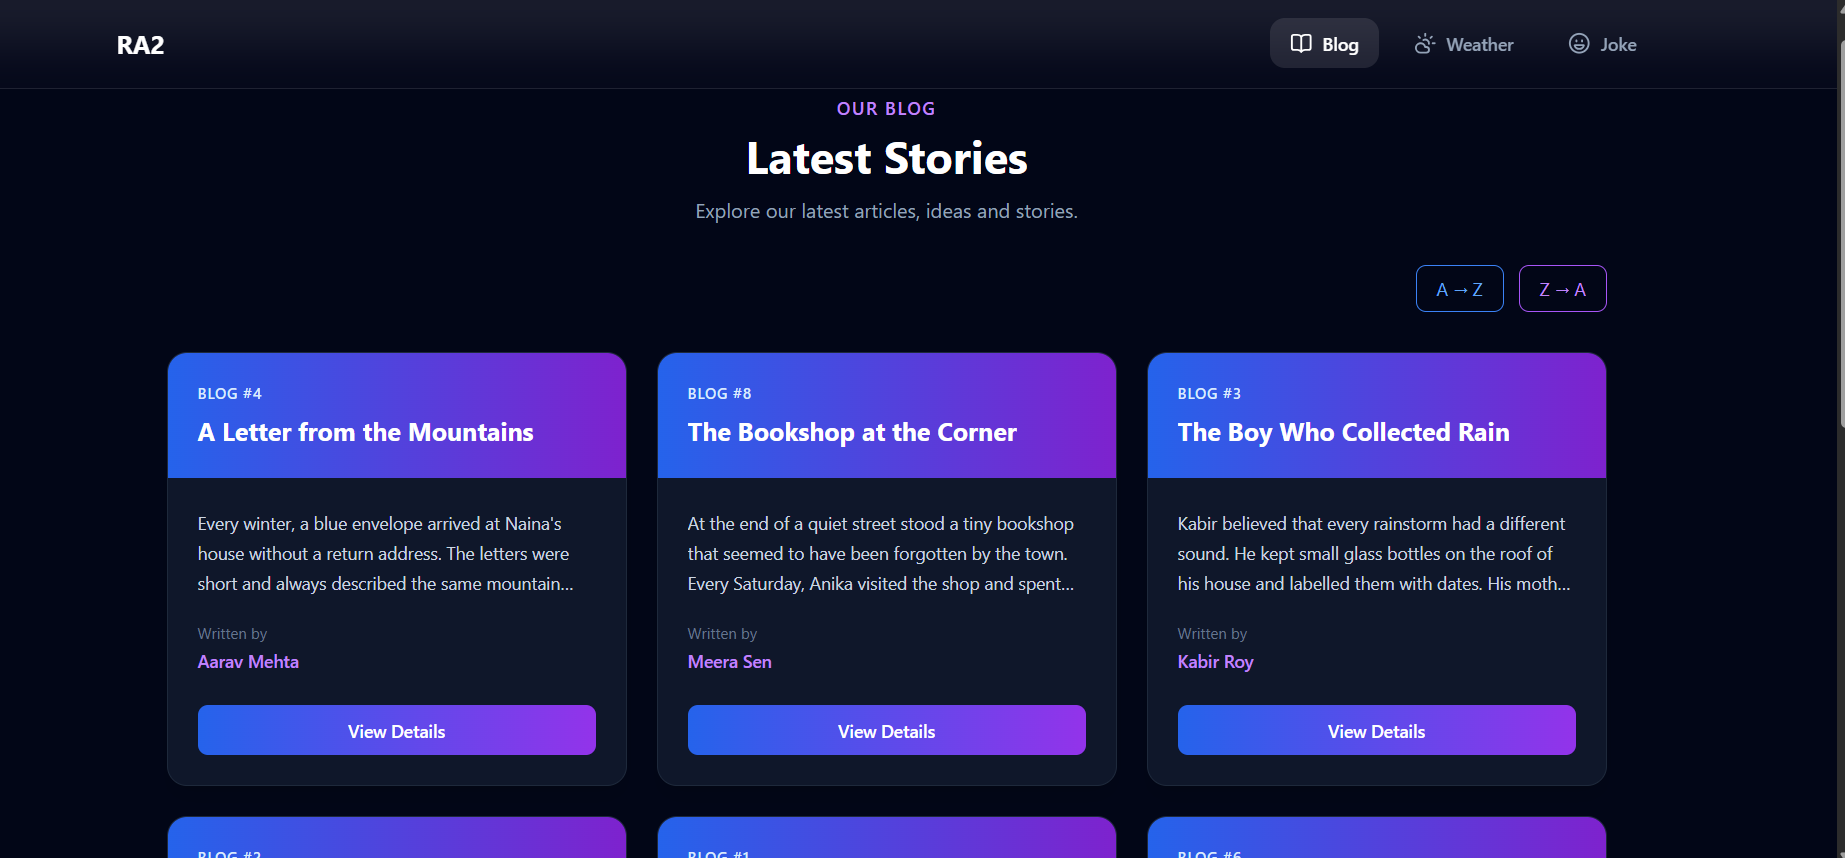 RA2
Blog
Weather
Joke
OUR BLOG
Latest Stories
Explore our latest articles, ideas and stories.
A → Z
Z → A
BLOG #4
A Letter from the Mountains
Every winter, a blue envelope arrived at Naina's
house without a return address. The letters were
short and always described the same mountain...
Written by
Aarav Mehta
View Details
BLOG #8
The Bookshop at the Corner
At the end of a quiet street stood a tiny bookshop
that seemed to have been forgotten by the town.
Every Saturday, Anika visited the shop and spent...
Written by
Meera Sen
View Details
BLOG #3
The Boy Who Collected Rain
Kabir believed that every rainstorm had a different
sound. He kept small glass bottles on the roof of
his house and labelled them with dates. His moth...
Written by
Kabir Roy
View Details
BLOG #2
BLOG #1
BLOG #6